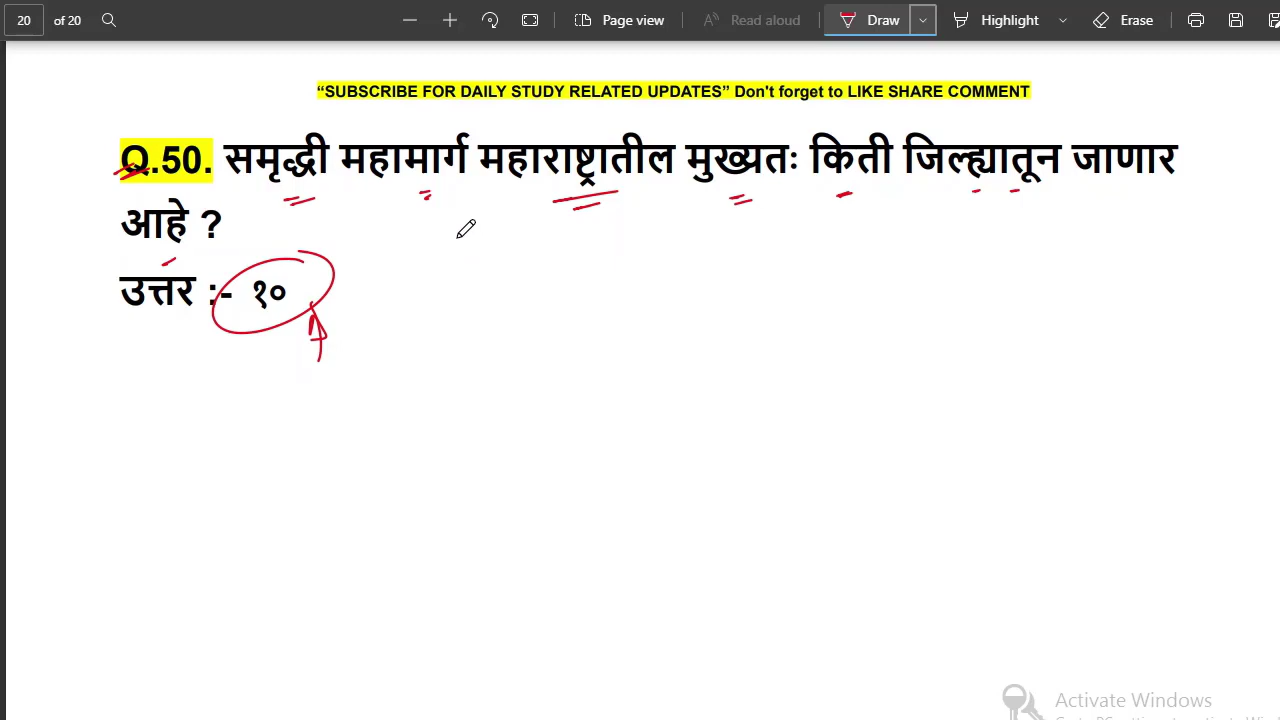 20 of 20 Page view Read aloud Draw Highlight Erase
“SUBSCRIBE FOR DAILY STUDY RELATED UPDATES” Don't forget to LIKE SHARE COMMENT
Q.50. समृद्धी महामार्ग महाराष्ट्रातील मुख्यतः किती जिल्ह्यातून जाणार
आहे ?
उत्तर :- १०
Activate Windows